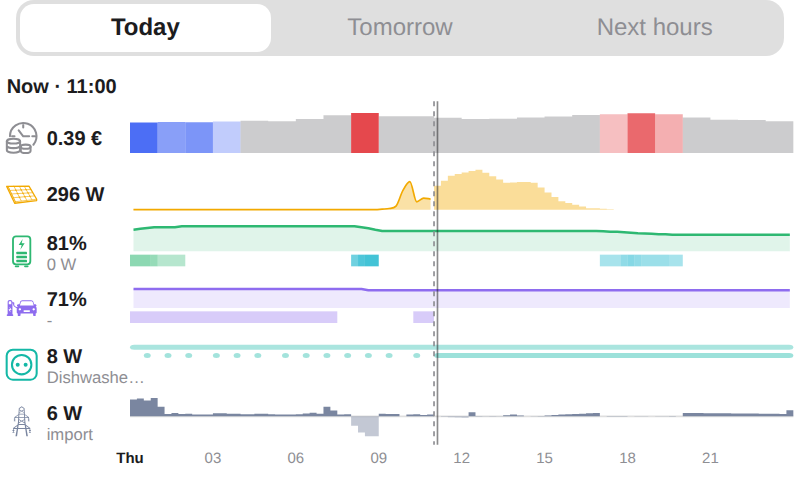 Today Tomorrow Next hours
Now · 11:00
0.39 €
296 W
81%
0 W
71%
-
8 W
Dishwashe…
6 W
import
Thu 03 06 09 12 15 18 21